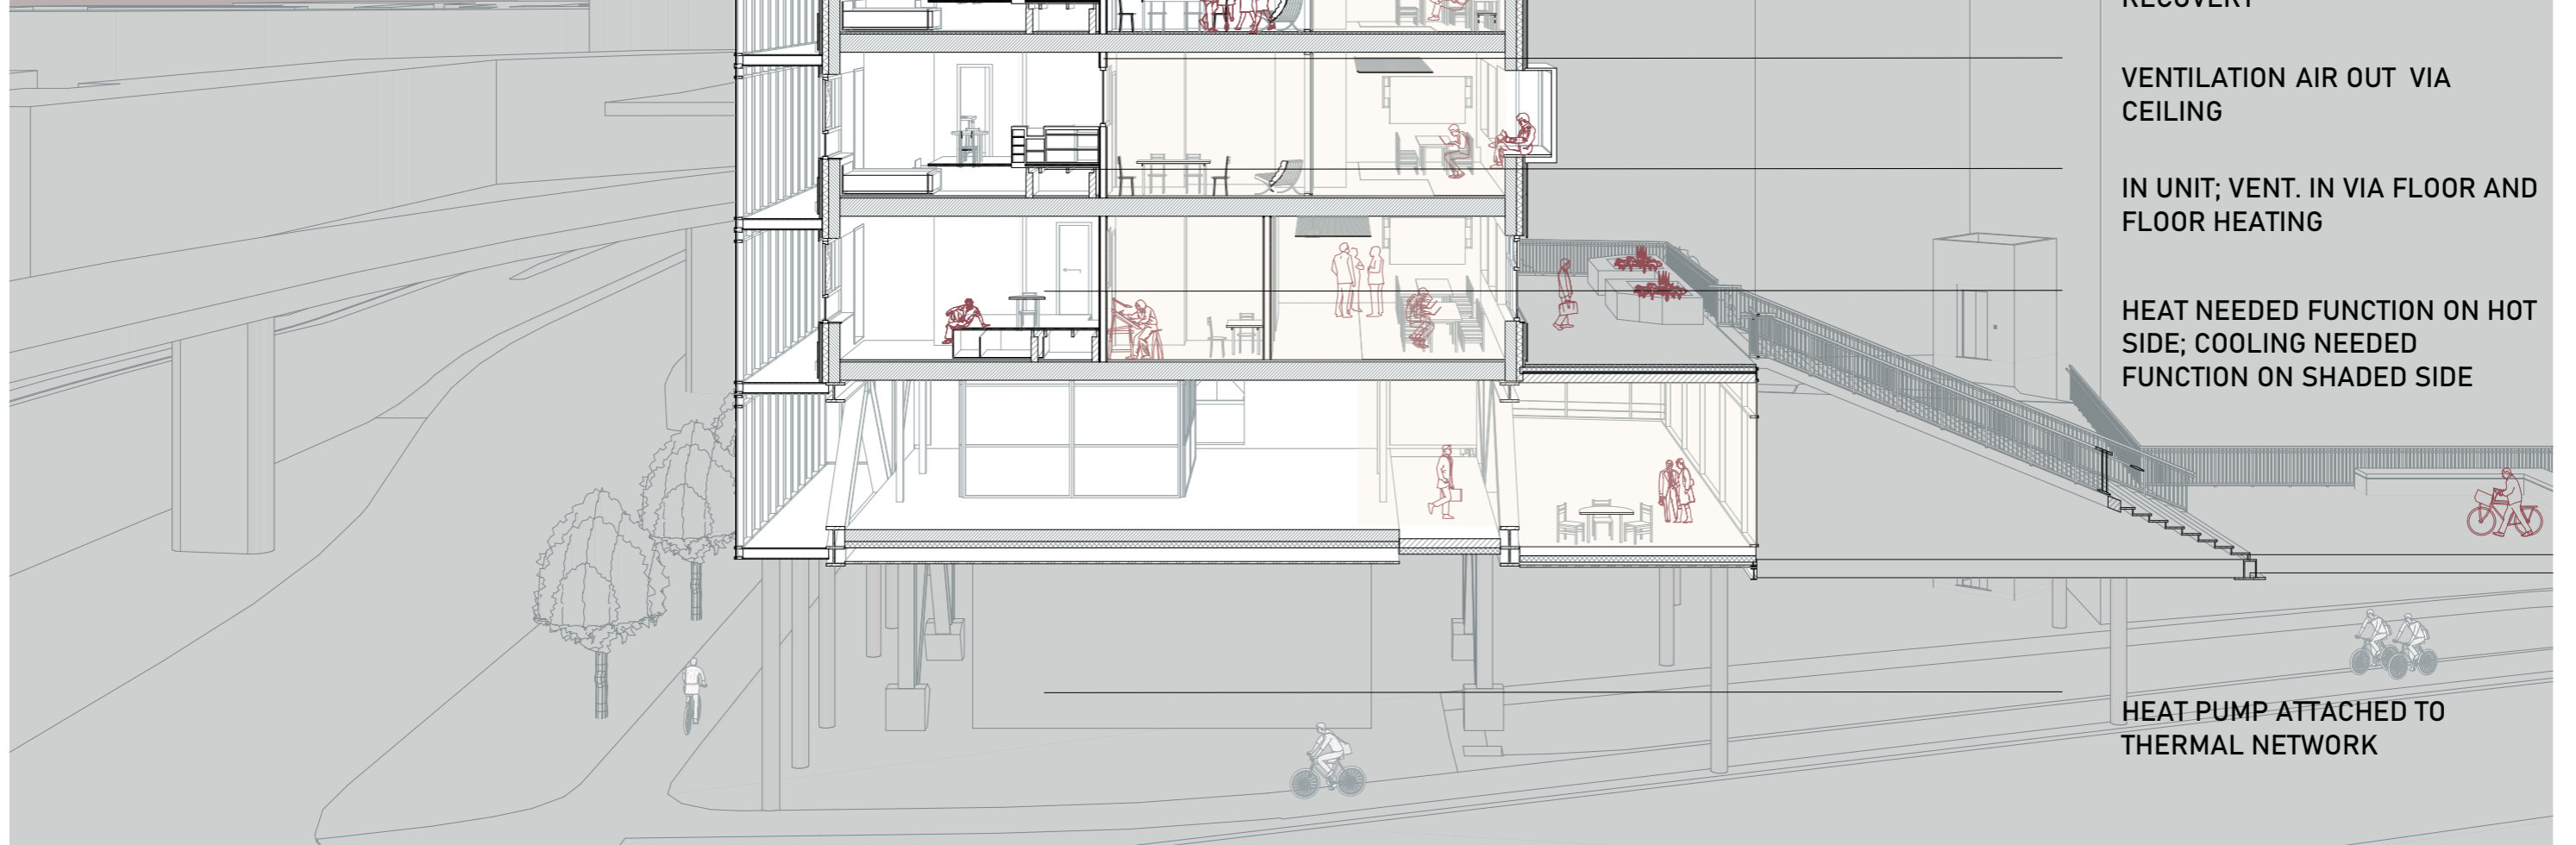 RECOVERY
VENTILATION AIR OUT VIA
CEILING
IN UNIT; VENT. IN VIA FLOOR AND
FLOOR HEATING
HEAT NEEDED FUNCTION ON HOT
SIDE; COOLING NEEDED
FUNCTION ON SHADED SIDE
HEAT PUMP ATTACHED TO
THERMAL NETWORK